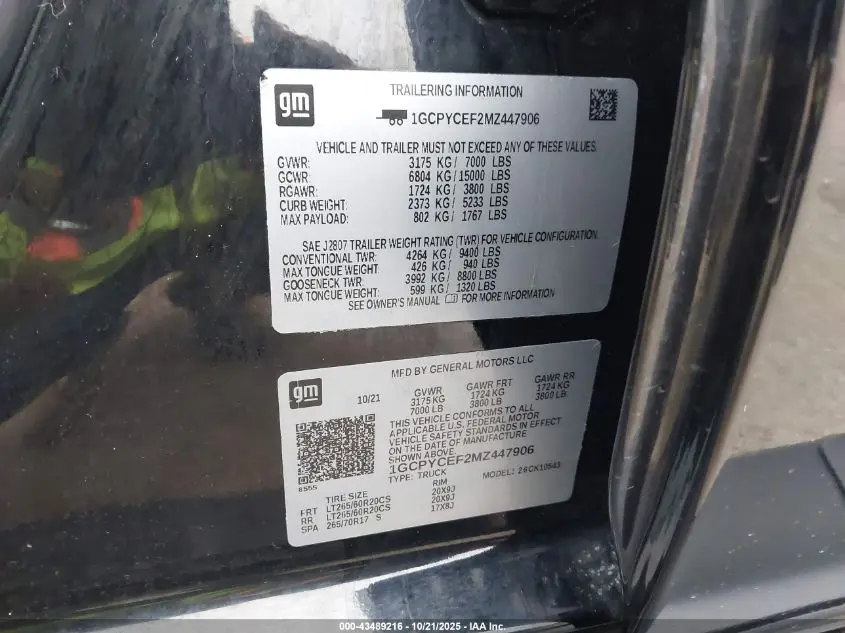 gm
TRAILERING INFORMATION
1GCPYCEF2MZ447906
VEHICLE AND TRAILER MUST NOT EXCEED ANY OF THESE VALUES.
GVWR: 3175 KG / 7000 LBS
GCWR: 6804 KG / 15000 LBS
RGAWR: 1724 KG / 3800 LBS
CURB WEIGHT: 2373 KG / 5233 LBS
MAX PAYLOAD: 802 KG / 1767 LBS
SAE J2807 TRAILER WEIGHT RATING (TWR) FOR VEHICLE CONFIGURATION.
CONVENTIONAL TWR: 4264 KG / 9400 LBS
MAX TONGUE WEIGHT: 426 KG / 940 LBS
GOOSENECK TWR: 3992 KG / 8800 LBS
MAX TONGUE WEIGHT: 599 KG / 1320 LBS
SEE OWNER'S MANUAL FOR MORE INFORMATION
gm
MFD BY GENERAL MOTORS LLC
10/21 GVWR GAWR FRT GAWR RR
3175 KG 1724 KG 1724 KG
7000 LB 3800 LB 3800 LB
THIS VEHICLE CONFORMS TO ALL
APPLICABLE U.S. FEDERAL MOTOR
VEHICLE SAFETY STANDARDS IN EFFECT
ON THE DATE OF MANUFACTURE
SHOWN ABOVE.
1GCPYCEF2MZ447906
TYPE: TRUCK MODEL: 26CK10543
8555
TIRE SIZE RIM
FRT LT265/60R20CS 20X9J
RR LT265/60R20CS 20X9J
SPA 265/70R17 S 17X8J
000-43489216 - 10/21/2025 - IAA, Inc.